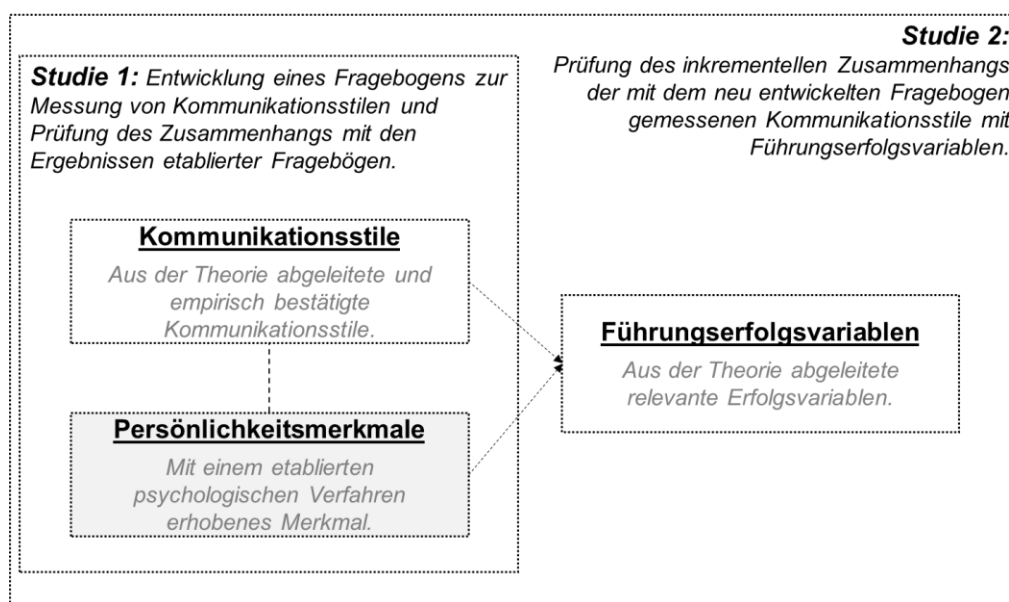 Studie 1: Entwicklung eines Fragebogens zur
Messung von Kommunikationsstilen und
Prüfung des Zusammenhangs mit den
Ergebnissen etablierter Fragebögen.
Studie 2:
Prüfung des inkrementellen Zusammenhangs
der mit dem neu entwickelten Fragebogen
gemessenen Kommunikationsstile mit
Führungserfolgsvariablen.
Kommunikationsstile
Aus der Theorie abgeleitete und
empirisch bestätigte
Kommunikationsstile.
Führungserfolgsvariablen
Aus der Theorie abgeleitete
relevante Erfolgsvariablen.
Persönlichkeitsmerkmale
Mit einem etablierten
psychologischen Verfahren
erhobenes Merkmal.